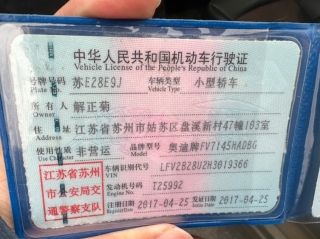 中华人民共和国机动车行驶证
Vehicle License of the People's Republic of China
号牌号码 苏E28E9J 车辆类型 小型轿车
Plate No. Vehicle Type
所有人 解正菊
Owner
住址 江苏省苏州市姑苏区盘溪新村47幢103室
Address
使用性质 非营运 品牌型号 奥迪牌FV7145HADBG
Use Character Model
江苏省苏州市公安局交通警察支队
车辆识别代号 LFV2B28U2H3019366
VIN
发动机号码 TZ5992
Engine No.
注册日期 2017-04-25 发证日期 2017-04-25
Register Date Issue Date